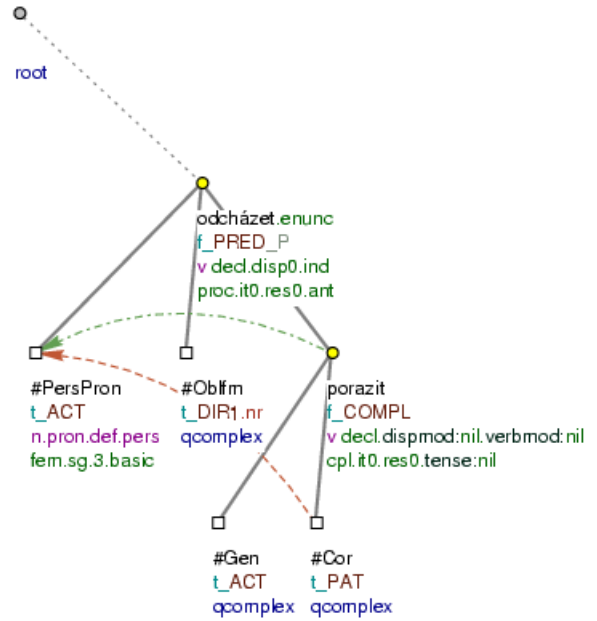 root
odcházet.enunc
f_PRED_P
v decl.disp0.ind
proc.it0.res0.ant
#PersPron
t_ACT
n.pron.def.pers
fem.sg.3.basic
#Oblfm
t_DIR1.nr
qcomplex
porazit
f_COMPL
v decl.dispmod:nil.verbmod:nil
cpl.it0.res0.tense:nil
#Gen
t_ACT
qcomplex
#Cor
t_PAT
qcomplex